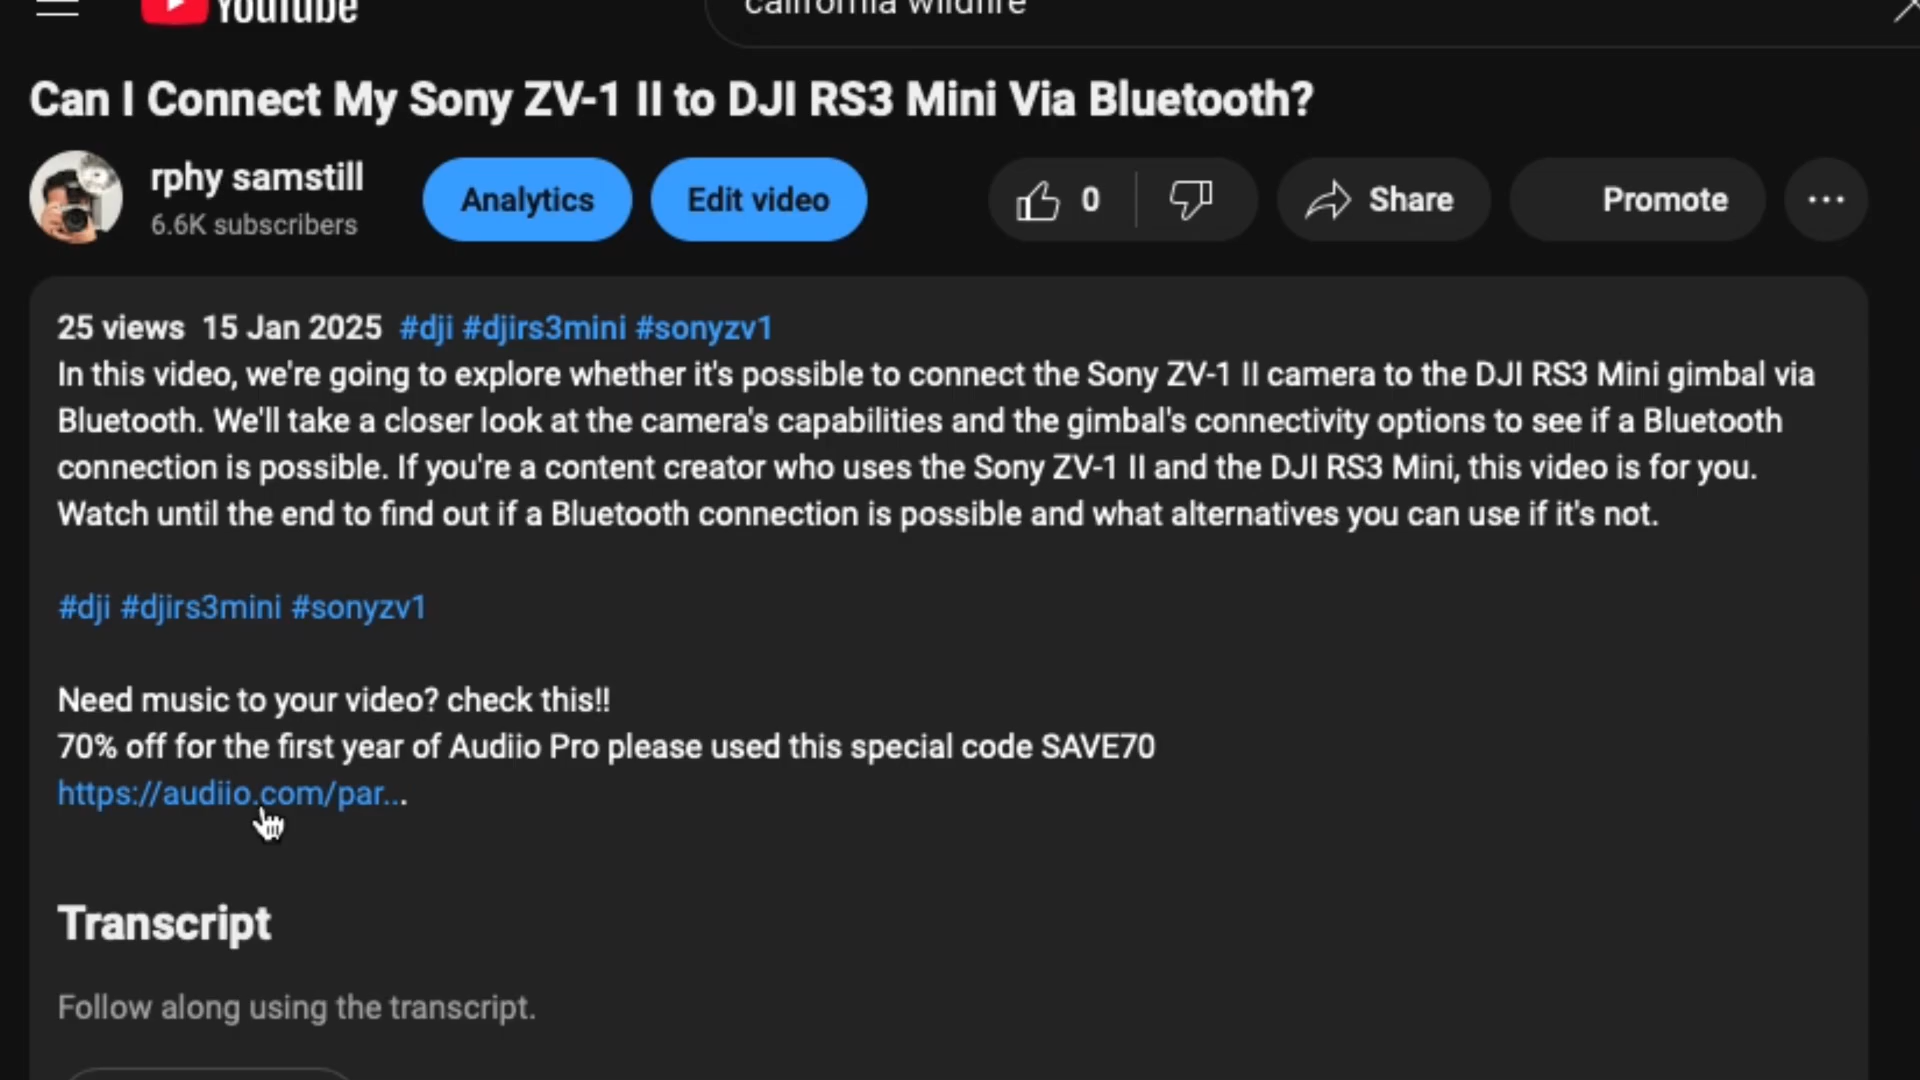 YouTube
california wildfire
Can I Connect My Sony ZV-1 II to DJI RS3 Mini Via Bluetooth?
rphy samstill
6.6K subscribers
Analytics
Edit video
0
Share
Promote
25 views 15 Jan 2025 #dji #djirs3mini #sonyzv1
In this video, we're going to explore whether it's possible to connect the Sony ZV-1 II camera to the DJI RS3 Mini gimbal via
Bluetooth. We'll take a closer look at the camera's capabilities and the gimbal's connectivity options to see if a Bluetooth
connection is possible. If you're a content creator who uses the Sony ZV-1 II and the DJI RS3 Mini, this video is for you.
Watch until the end to find out if a Bluetooth connection is possible and what alternatives you can use if it's not.
#dji #djirs3mini #sonyzv1
Need music to your video? check this!!
70% off for the first year of Audiio Pro please used this special code SAVE70
https://audiio.com/par...
Transcript
Follow along using the transcript.